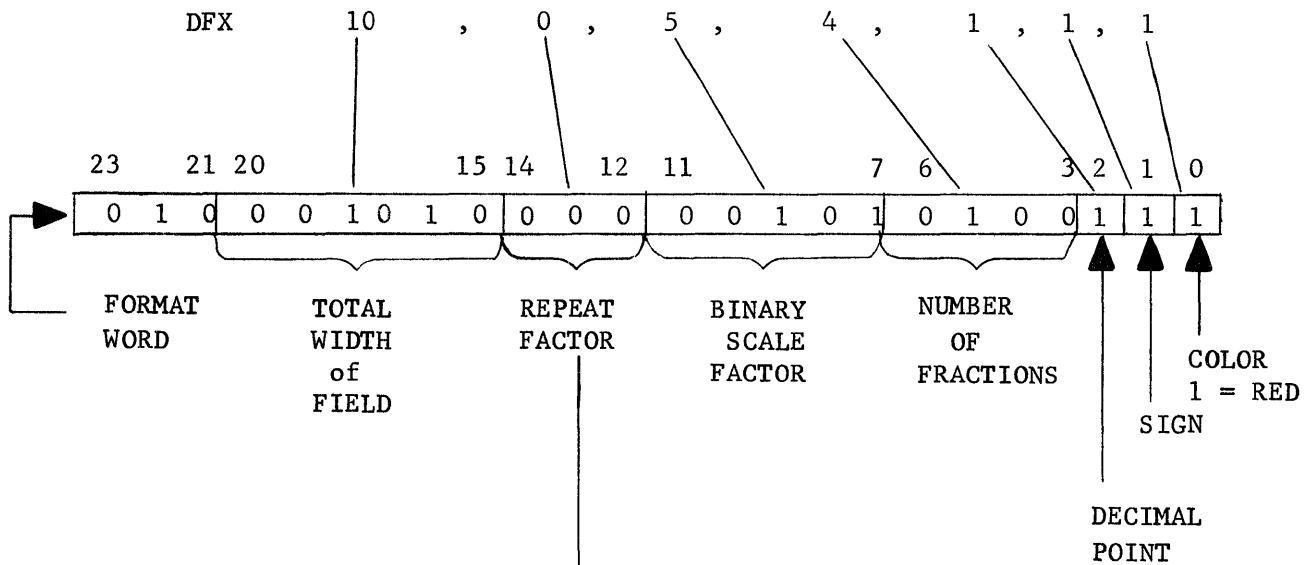 DFX 10 , 0 , 5 , 4 , 1 , 1 , 1
23 21 20 15 14 12 11 7 6 3 2 1 0
0 1 0 0 0 1 0 1 0 0 0 0 0 0 1 0 1 0 1 0 0 1 1 1
FORMAT WORD
TOTAL WIDTH of FIELD
REPEAT FACTOR
BINARY SCALE FACTOR
NUMBER OF FRACTIONS
COLOR 1 = RED
SIGN
DECIMAL POINT